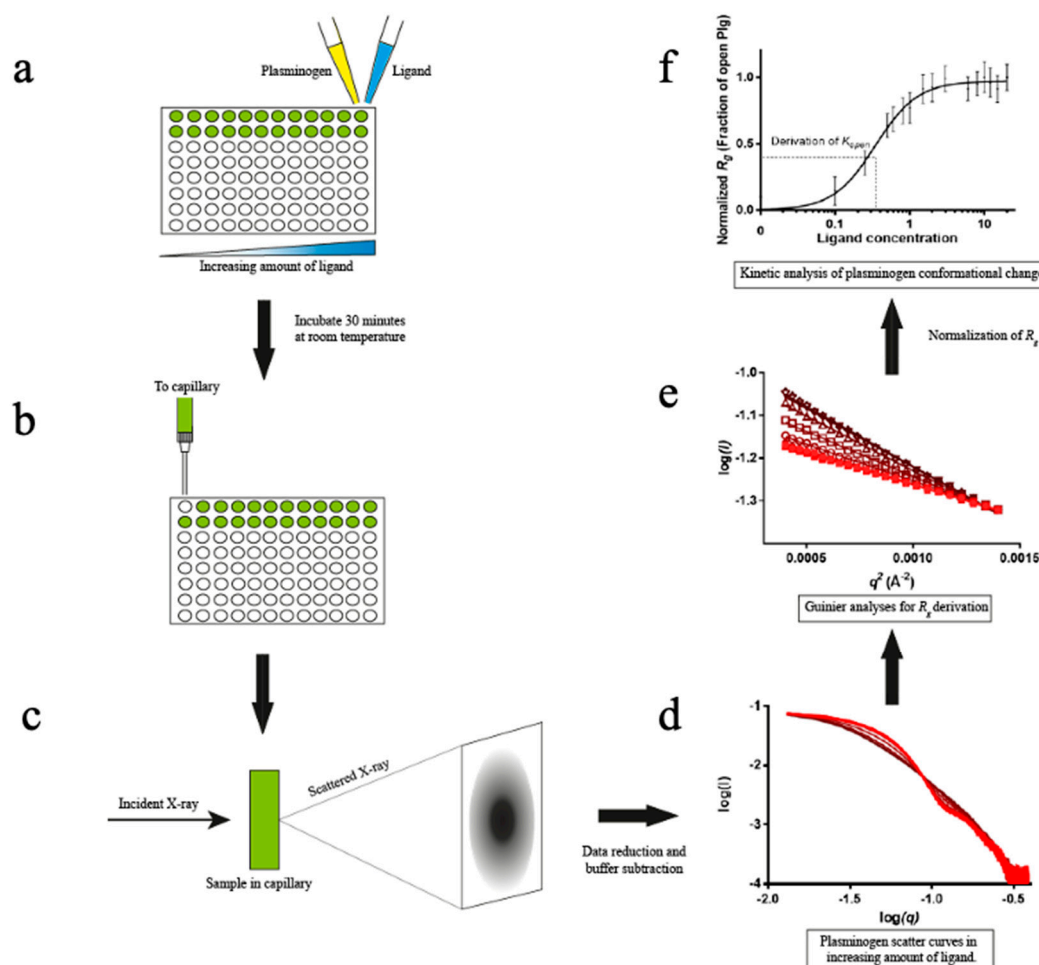 a
Plasminogen
Ligand
Increasing amount of ligand
Incubate 30 minutes
at room temperature
b
To capillary
c
Incident X-ray
Scattered X-ray
Sample in capillary
Data reduction and
buffer subtraction
d
-1
-2
-3
-4
log(I)
-2.0
-1.5
-1.0
-0.5
log(q)
Plasminogen scatter curves in
increasing amount of ligand.
e
-1.0
-1.1
-1.2
-1.3
log(I)
0.0005
0.0010
0.0015
q² (A⁻²)
Guinier analyses for Rg derivation
Normalization of Rg
f
Normalized Rg (Fraction of open Plg)
1.0
0.5
0.0
Derivation of Kopen
0
0.1
1
10
Ligand concentration
Kinetic analysis of plasminogen conformational change